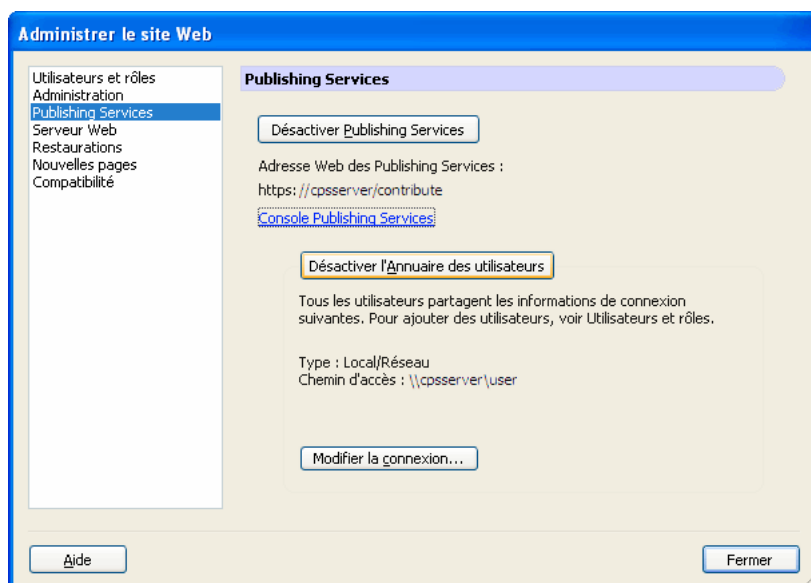 Administrer le site Web
Utilisateurs et rôles
Administration
Publishing Services
Serveur Web
Restaurations
Nouvelles pages
Compatibilité
Publishing Services
Désactiver Publishing Services
Adresse Web des Publishing Services :
https://cpsserver/contribute
Console Publishing Services
Désactiver l'Annuaire des utilisateurs
Tous les utilisateurs partagent les informations de connexion
suivantes. Pour ajouter des utilisateurs, voir Utilisateurs et rôles.
Type : Local/Réseau
Chemin d'accès : \\cpsserver\user
Modifier la connexion...
Aide
Fermer